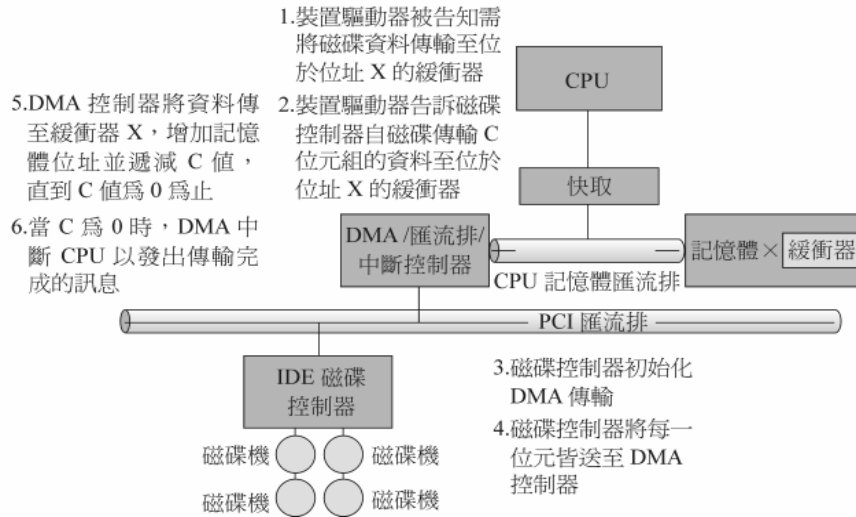 1.裝置驅動器被告知需
將磁碟資料傳輸至位
於位址 X 的緩衝器
2.裝置驅動器告訴磁碟
控制器自磁碟傳輸 C
位元組的資料至位於
位址 X 的緩衝器
CPU
快取
5.DMA 控制器將資料傳
至緩衝器 X，增加記憶
體位址並遞減 C 值，
直到 C 值爲 0 爲止
6.當 C 爲 0 時，DMA 中
斷 CPU 以發出傳輸完
成的訊息
DMA /匯流排/
中斷控制器
CPU 記憶體匯流排
記憶體× 緩衝器
PCI 匯流排
IDE 磁碟
控制器
磁碟機 磁碟機
磁碟機 磁碟機
3.磁碟控制器初始化
DMA 傳輸
4.磁碟控制器將每一
位元皆送至 DMA
控制器